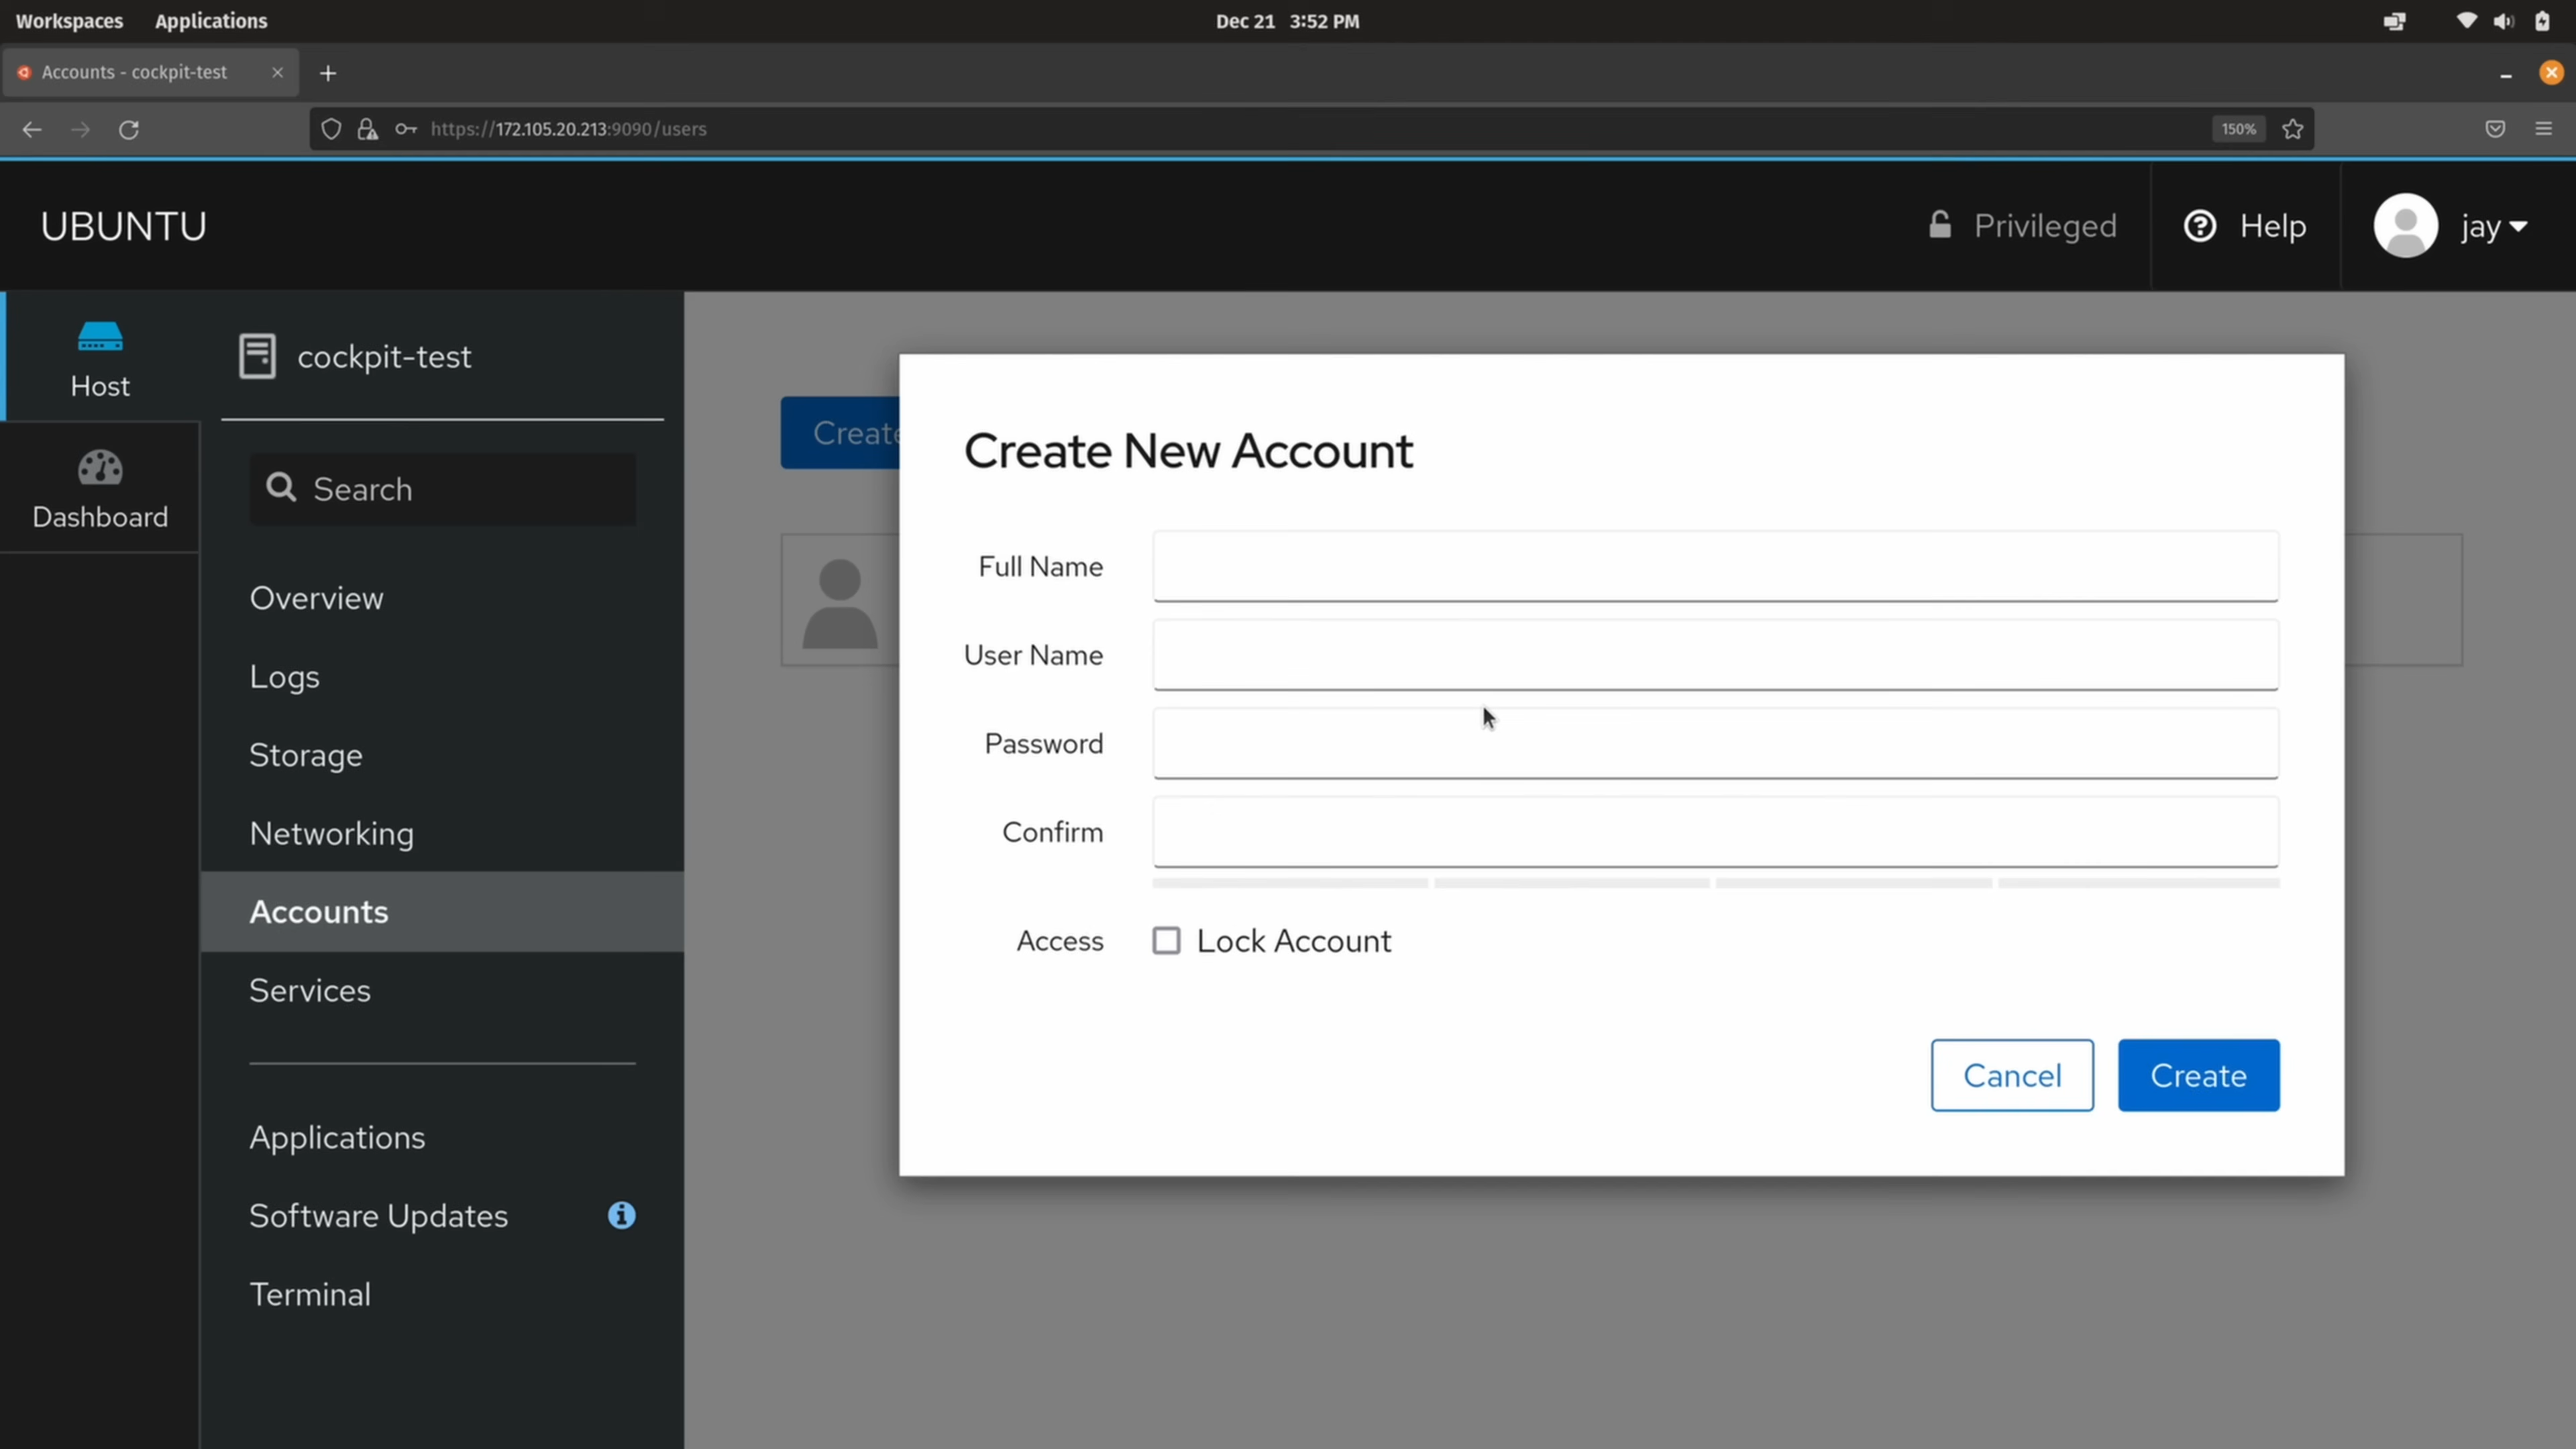 Workspaces Applications Dec 21 3:52 PM
Accounts - cockpit-test
https://172.105.20.213:9090/users 150%
UBUNTU Privileged Help jay
Host
Dashboard
cockpit-test
Search
Overview
Logs
Storage
Networking
Accounts
Services
Applications
Software Updates
Terminal
Create
Create New Account
Full Name
User Name
Password
Confirm
Access Lock Account
Cancel Create